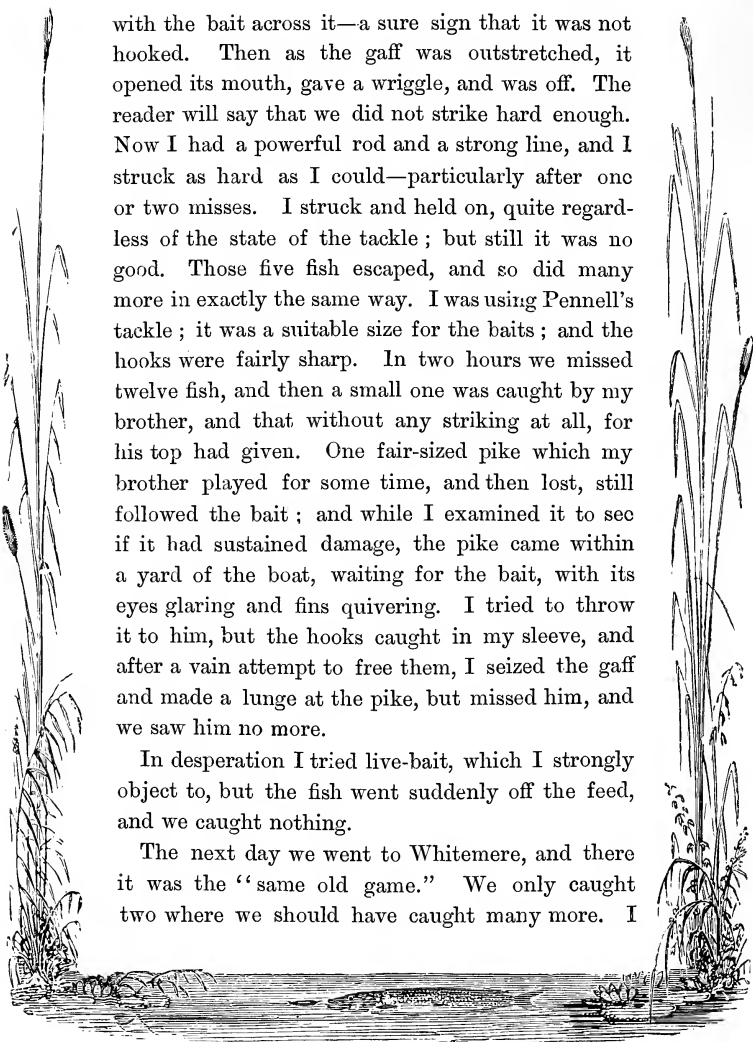 with the bait across it—a sure sign that it was not
hooked. Then as the gaff was outstretched, it
opened its mouth, gave a wriggle, and was off. The
reader will say that we did not strike hard enough.
Now I had a powerful rod and a strong line, and I
struck as hard as I could—particularly after one
or two misses. I struck and held on, quite regard-
less of the state of the tackle ; but still it was no
good. Those five fish escaped, and so did many
more in exactly the same way. I was using Pennell's
tackle ; it was a suitable size for the baits ; and the
hooks were fairly sharp. In two hours we missed
twelve fish, and then a small one was caught by my
brother, and that without any striking at all, for
his top had given. One fair-sized pike which my
brother played for some time, and then lost, still
followed the bait ; and while I examined it to see
if it had sustained damage, the pike came within
a yard of the boat, waiting for the bait, with its
eyes glaring and fins quivering. I tried to throw
it to him, but the hooks caught in my sleeve, and
after a vain attempt to free them, I seized the gaff
and made a lunge at the pike, but missed him, and
we saw him no more.
In desperation I tried live-bait, which I strongly
object to, but the fish went suddenly off the feed,
and we caught nothing.
The next day we went to Whitemere, and there
it was the "same old game." We only caught
two where we should have caught many more. I